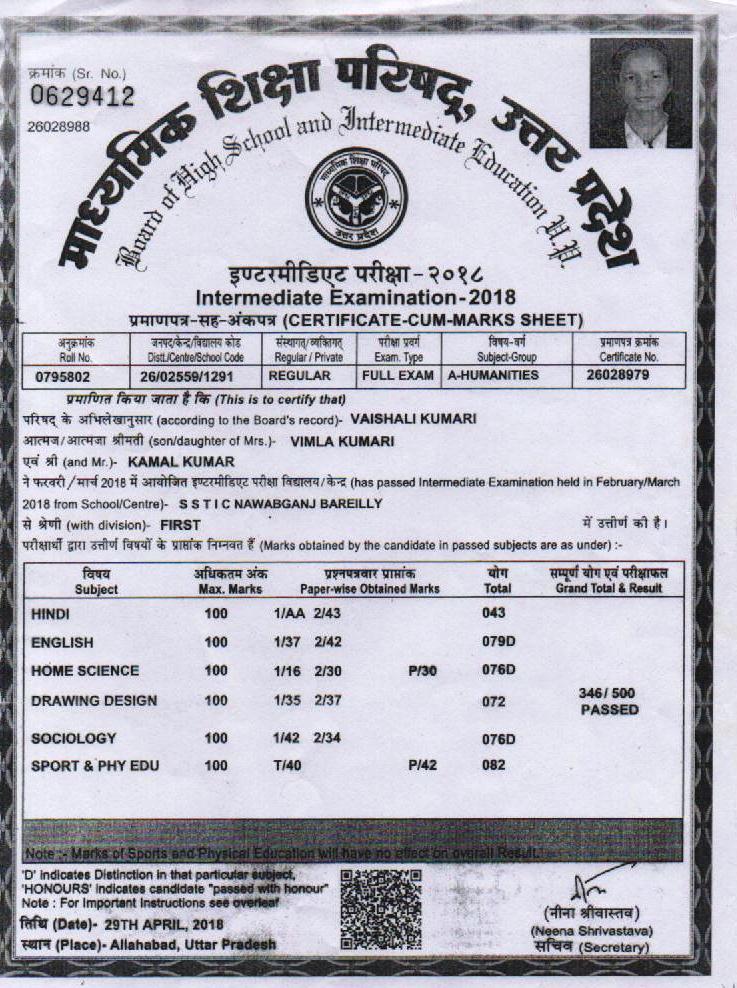 क्रमांक (Sr. No.)
0629412
26028988
माध्यमिक शिक्षा परिषद्, उत्तर प्रदेश
Board of High School and Intermediate Education U.P.
माध्यमिक शिक्षा परिषद्
उत्तर प्रदेश
इण्टरमीडिएट परीक्षा-२०१८
Intermediate Examination-2018
प्रमाणपत्र-सह-अंकपत्र (CERTIFICATE-CUM-MARKS SHEET)
अनुक्रमांक जनपद/केन्द्र/विद्यालय कोड संस्थागत/व्यक्तिगत् परीक्षा प्रवर्ग विषय-वर्ग प्रमाणपत्र क्रमांक
Roll No. Distt./Centre/School Code Regular / Private Exam. Type Subject-Group Certificate No.
0795802 26/02559/1291 REGULAR FULL EXAM A-HUMANITIES 26028979
प्रमाणित किया जाता है कि (This is to certify that)
परिषद् के अभिलेखानुसार (according to the Board's record)- VAISHALI KUMARI
आत्मज/आत्मजा श्रीमती (son/daughter of Mrs.)- VIMLA KUMARI
एवं श्री (and Mr.)- KAMAL KUMAR
ने फरवरी/मार्च 2018 में आयोजित इण्टरमीडिएट परीक्षा विद्यालय/केन्द्र (has passed Intermediate Examination held in February/March
2018 from School/Centre)- S S T I C NAWABGANJ BAREILLY
से श्रेणी (with division)- FIRST में उत्तीर्ण की है।
परीक्षार्थी द्वारा उत्तीर्ण विषयों के प्राप्तांक निम्नवत हैं (Marks obtained by the candidate in passed subjects are as under) :-
विषय अधिकतम अंक प्रश्नपत्रवार प्राप्तांक योग सम्पूर्ण योग एवं परीक्षाफल
Subject Max. Marks Paper-wise Obtained Marks Total Grand Total & Result
HINDI 100 1/AA 2/43 043
ENGLISH 100 1/37 2/42 079D
HOME SCIENCE 100 1/16 2/30 P/30 076D
DRAWING DESIGN 100 1/35 2/37 072 346/ 500
PASSED
SOCIOLOGY 100 1/42 2/34 076D
SPORT & PHY EDU 100 T/40 P/42 082
Note :- Marks of Sports and Physical Education will have no effect on overall Result.
'D' indicates Distinction in that particular subject,
'HONOURS' indicates candidate "passed with honour"
Note : For Important Instructions see overleaf
तिथि (Date)- 29TH APRIL, 2018
स्थान (Place)- Allahabad, Uttar Pradesh
(नीना श्रीवास्तव)
(Neena Shrivastava)
सचिव (Secretary)